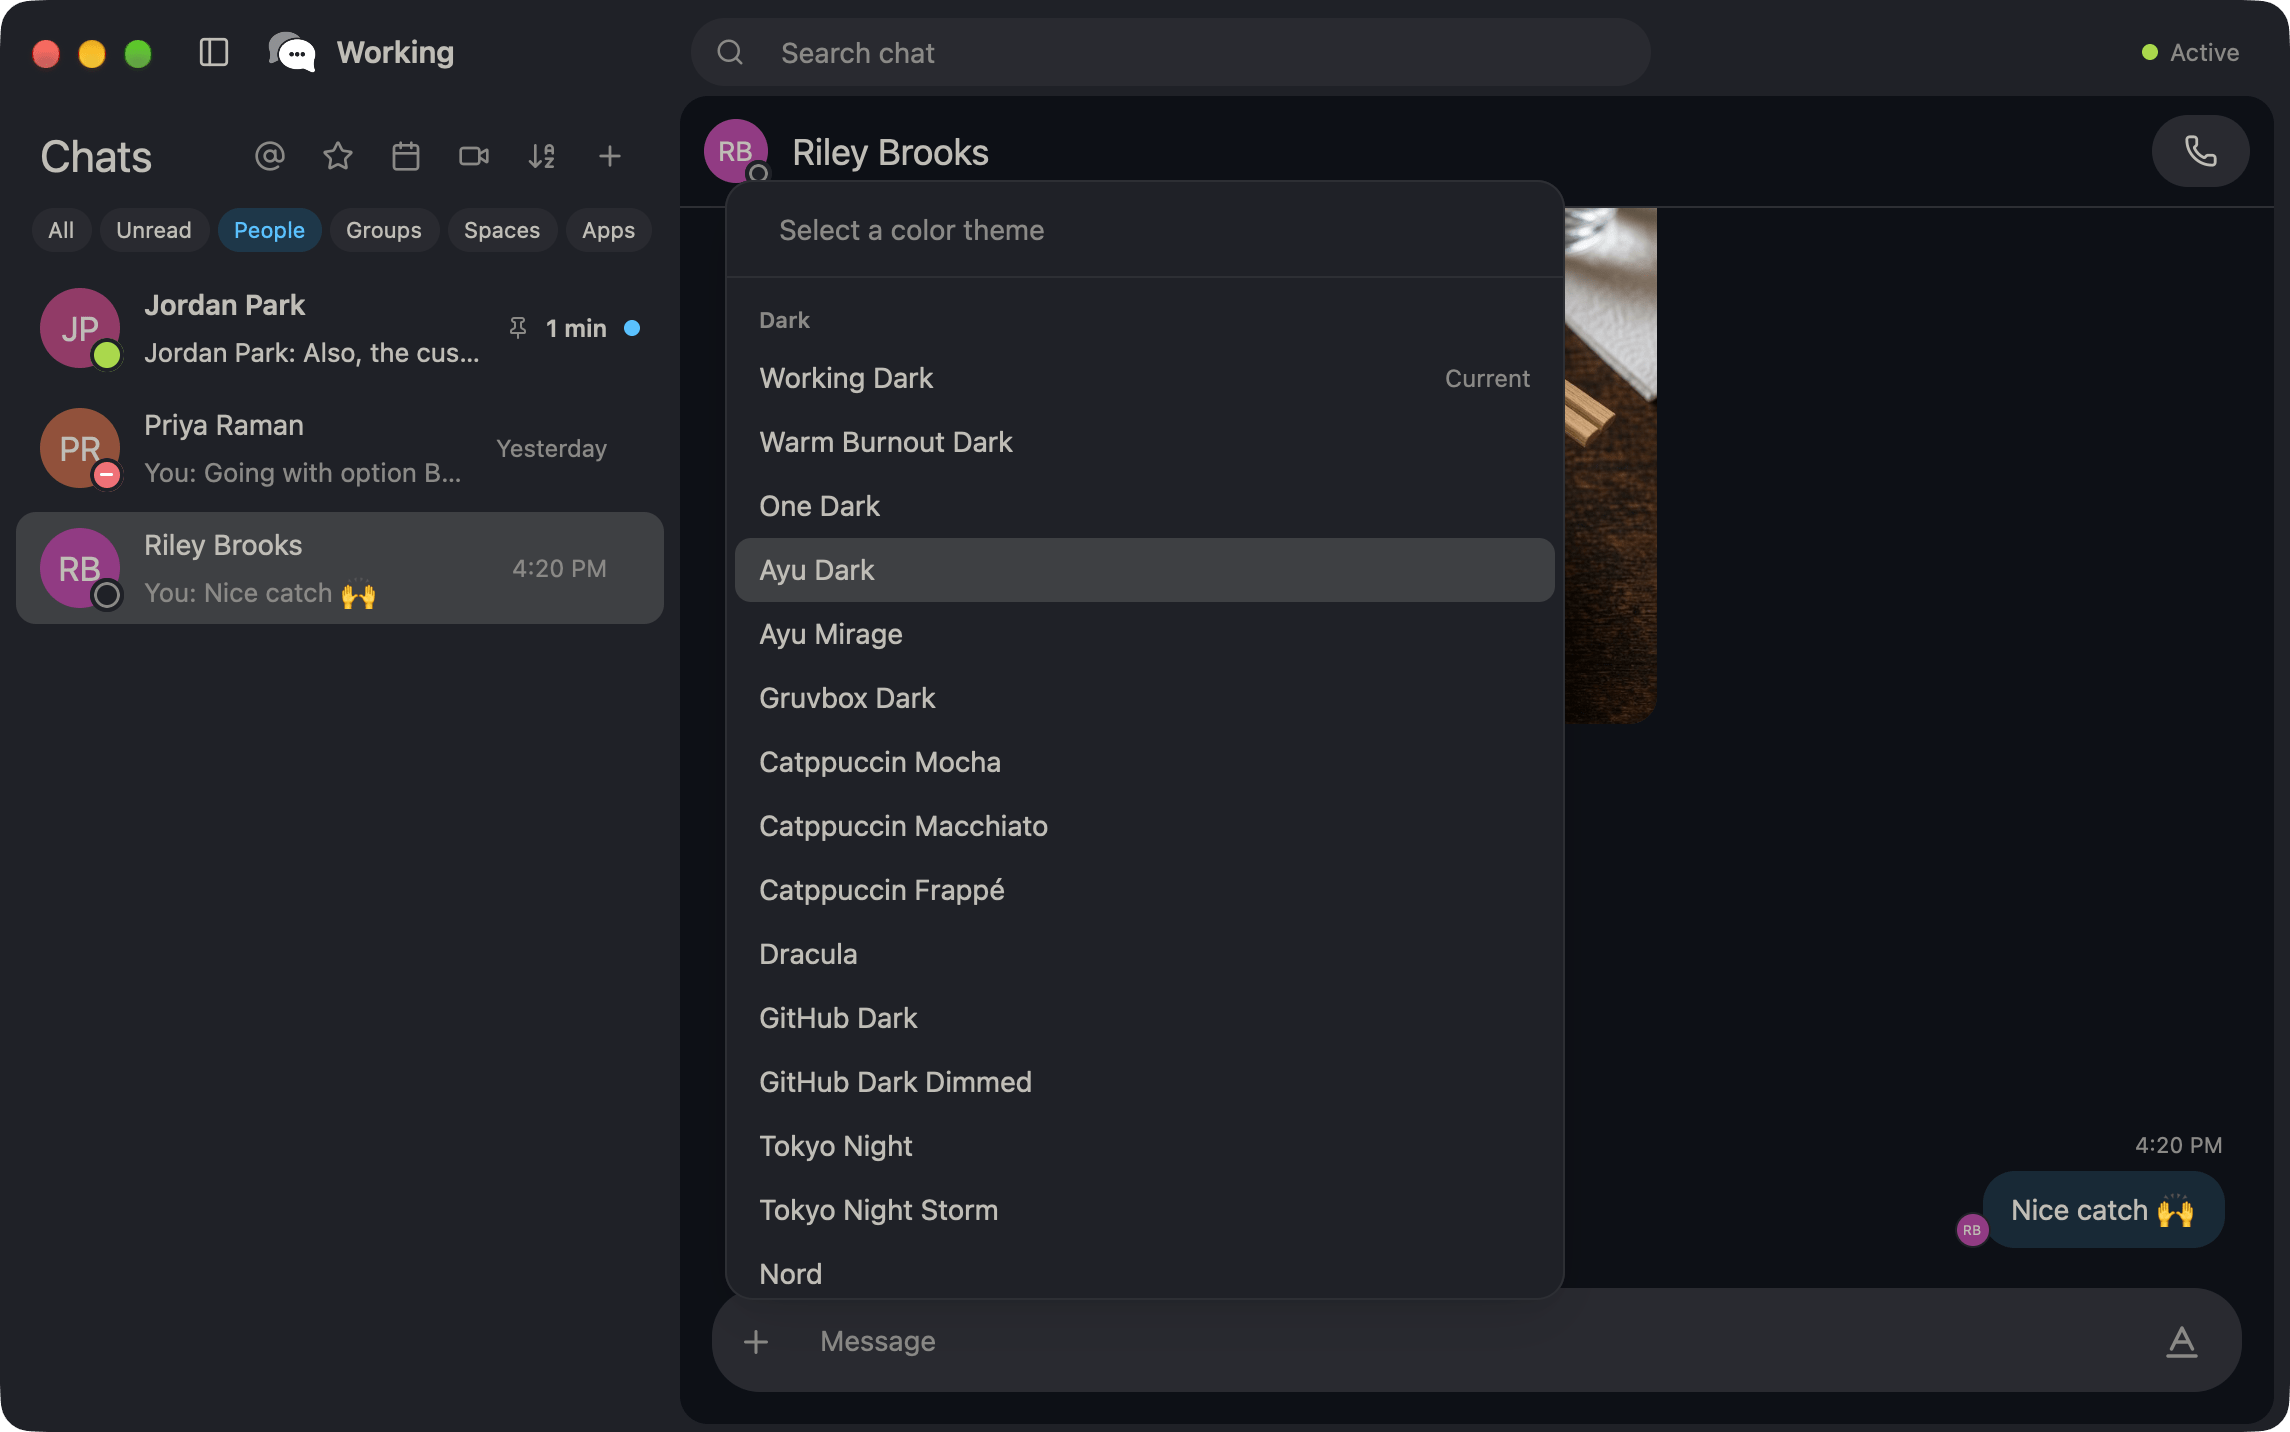 Working
Search chat
Active
Chats
All
Unread
People
Groups
Spaces
Apps
JP
Jordan Park
Jordan Park: Also, the cus...
1 min
PR
Priya Raman
You: Going with option B...
Yesterday
RB
Riley Brooks
You: Nice catch 🙌
4:20 PM
RB
Riley Brooks
Select a color theme
Dark
Working Dark
Current
Warm Burnout Dark
One Dark
Ayu Dark
Ayu Mirage
Gruvbox Dark
Catppuccin Mocha
Catppuccin Macchiato
Catppuccin Frappé
Dracula
GitHub Dark
GitHub Dark Dimmed
Tokyo Night
Tokyo Night Storm
Nord
4:20 PM
Nice catch 🙌
RB
Message